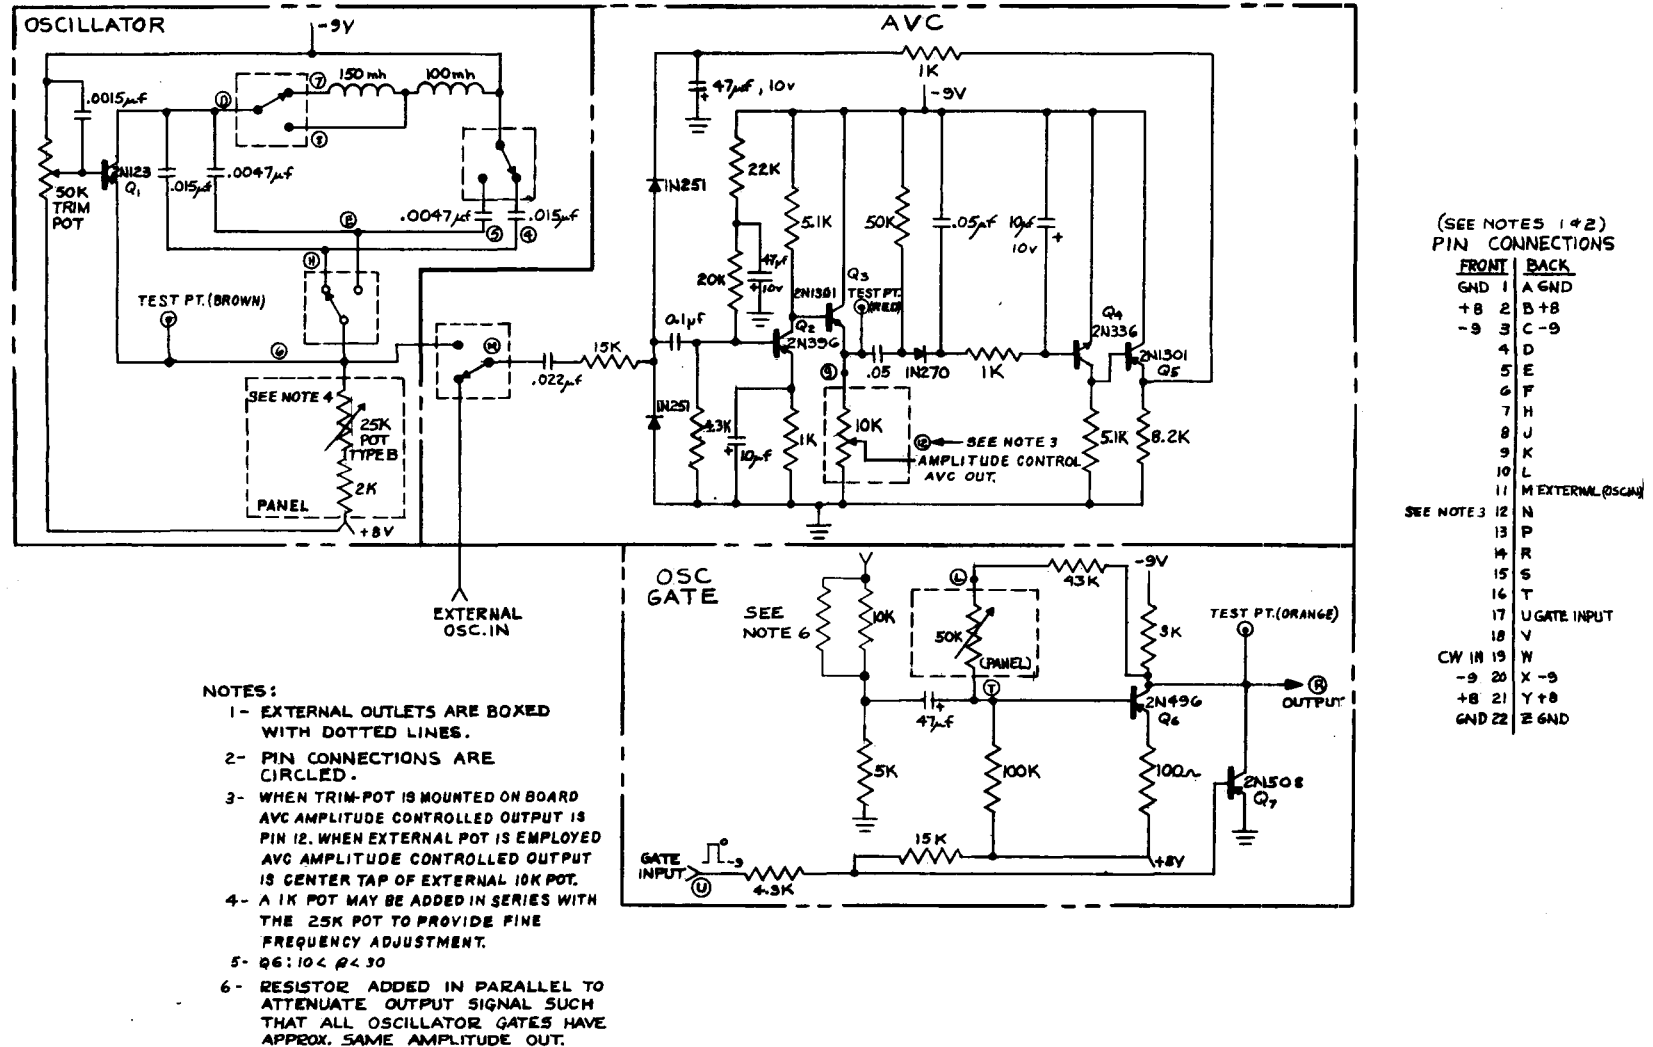 OSCILLATOR
-9V
.0015μf
D
7
150mh
100mh
8
2N123
Q1
50K
TRIM
POT
.015μf
.0047μf
.0047μf
.015μf
E
5
4
H
TEST PT.(BROWN)
6
SEE NOTE 4
25K
POT
TYPE B
2K
PANEL
+8V
M
.022μf
15K
EXTERNAL
OSC.IN
AVC
1K
47μf, 10V
-9V
1N251
22K
5.1K
50K
.05μf
10μf
10V
20K
47μf
10V
Q3
2N1301
TEST PT.
(RED)
0.1μF
Q2
2N396
Q4
2N336
2N1301
Q5
.05
1N270
1K
9
1N251
43K
10μf
1K
10K
12
SEE NOTE 3
AMPLITUDE CONTROL
AVC OUT.
5.1K
8.2K
OSC
GATE
SEE
NOTE 6
10K
L
43K
-9V
50K
(PANEL)
3K
TEST PT.(ORANGE)
T
47μf
2N496
Q6
R
OUTPUT
5K
100K
100Ω
2N508
Q7
15K
+8V
GATE
INPUT
0
-9
U
4.3K
(SEE NOTES 1&2)
PIN CONNECTIONS
FRONT BACK
GND 1 A GND
+8 2 B +8
-9 3 C -9
4 D
5 E
6 F
7 H
8 J
9 K
10 L
11 M EXTERNAL (OSC.IN)
SEE NOTE 3 12 N
13 P
14 R
15 S
16 T
17 U GATE INPUT
18 V
CW IN 19 W
-9 20 X -9
+8 21 Y +8
GND 22 Z GND
NOTES:
1- EXTERNAL OUTLETS ARE BOXED
WITH DOTTED LINES.
2- PIN CONNECTIONS ARE
CIRCLED.
3- WHEN TRIM-POT IS MOUNTED ON BOARD
AVC AMPLITUDE CONTROLLED OUTPUT IS
PIN 12. WHEN EXTERNAL POT IS EMPLOYED
AVC AMPLITUDE CONTROLLED OUTPUT
IS CENTER TAP OF EXTERNAL 10K POT.
4- A 1K POT MAY BE ADDED IN SERIES WITH
THE 25K POT TO PROVIDE FINE
FREQUENCY ADJUSTMENT.
5- Q6: 10 < β < 30
6- RESISTOR ADDED IN PARALLEL TO
ATTENUATE OUTPUT SIGNAL SUCH
THAT ALL OSCILLATOR GATES HAVE
APPROX. SAME AMPLITUDE OUT.